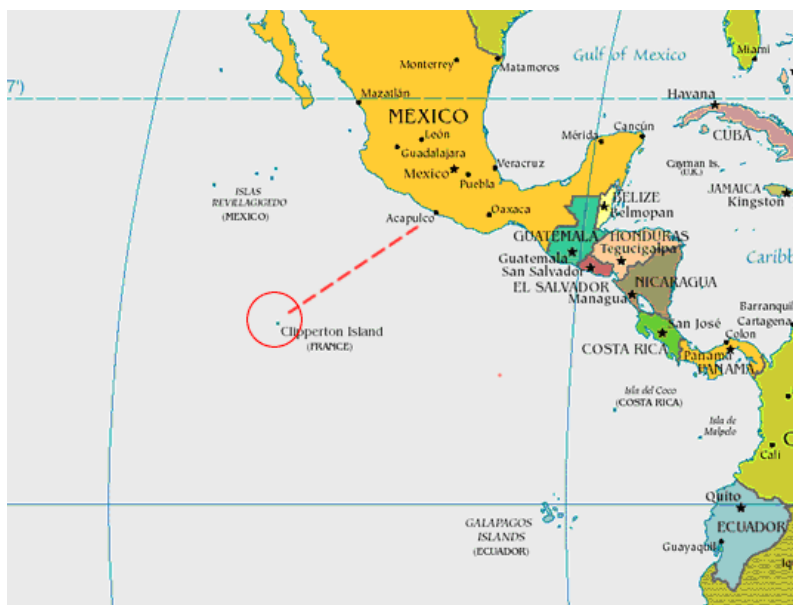 Gulf of Mexico
Miami
Monterrey
Matamoros
7')
Mazatlán
Havana
MEXICO
CUBA
León
Mérida
Cancún
Guadalajara
Veracruz
Cayman Is.
(U.K.)
Mexico
Puebla
ISLAS
REVILLAGIGEDO
(MEXICO)
BELIZE
Belmopan
JAMAICA
Kingston
Acapulco
Oaxaca
GUATEMALA
HONDURAS
Tegucigalpa
Guatemala
San Salvador
EL SALVADOR
Caribb
NICARAGUA
Managua
Barranquil
Cartagena
Clipperton Island
(FRANCE)
San José
Colon
COSTA RICA
Panama
PANAMA
Isla del Coco
(COSTA RICA)
Isla de
Malpelo
C
Cali
Quito
GALAPAGOS
ISLANDS
(ECUADOR)
ECUADOR
Guayaquil
Iq